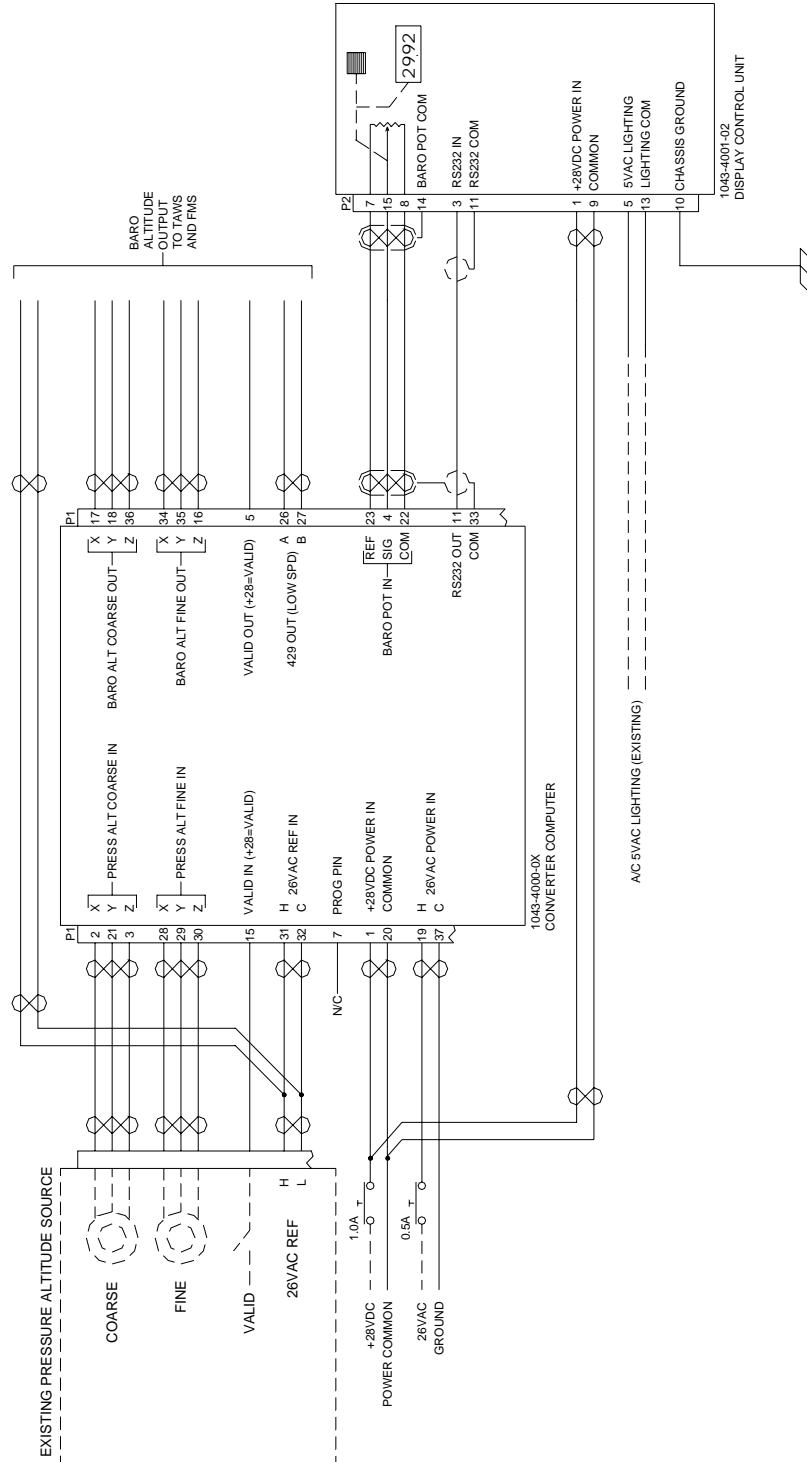 EXISTING PRESSURE ALTITUDE SOURCE
COARSE
FINE
VALID
H
L
26VAC REF
1.0A
+28VDC
POWER COMMON
0.5A
26VAC
GROUND
P1
2 X
21 Y PRESS ALT COARSE IN
3 Z
28 X
29 Y PRESS ALT FINE IN
30 Z
15 VALID IN (+28=VALID)
31 H
26VAC REF IN
32 C
N/C 7 PROG PIN
1 +28VDC POWER IN
20 COMMON
19 H
26VAC POWER IN
37 C
1043-4000-0X
CONVERTER COMPUTER
P1
X 17
BARO ALT COARSE OUT Y 18
Z 36
X 34
BARO ALT FINE OUT Y 35
Z 16
VALID OUT (+28=VALID) 5
A 26
429 OUT (LOW SPD)
B 27
REF 23
BARO POT IN SIG 4
COM 22
RS232 OUT 11
COM 33
BARO
ALTITUDE
OUTPUT
TO TAWS
AND FMS
A/C 5VAC LIGHTING (EXISTING)
P2
7
15
8
14 BARO POT COM
3 RS232 IN
11 RS232 COM
1 +28VDC POWER IN
9 COMMON
5 5VAC LIGHTING
13 LIGHTING COM
10 CHASSIS GROUND
29.92
1043-4001-02
DISPLAY CONTROL UNIT